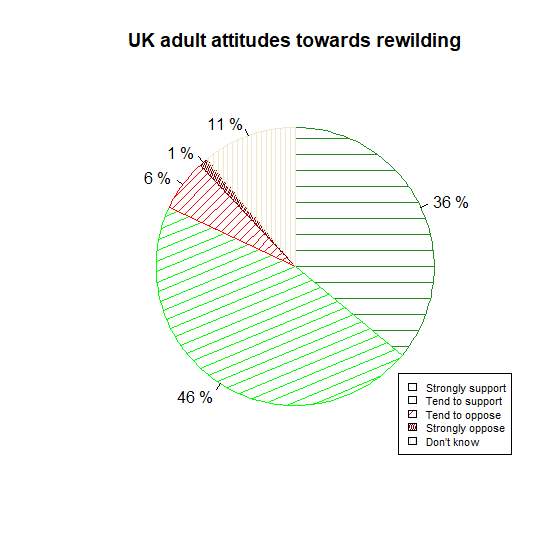 UK adult attitudes towards rewilding
11 %
1 %
6 %
36 %
46 %
Strongly support
Tend to support
Tend to oppose
Strongly oppose
Don't know